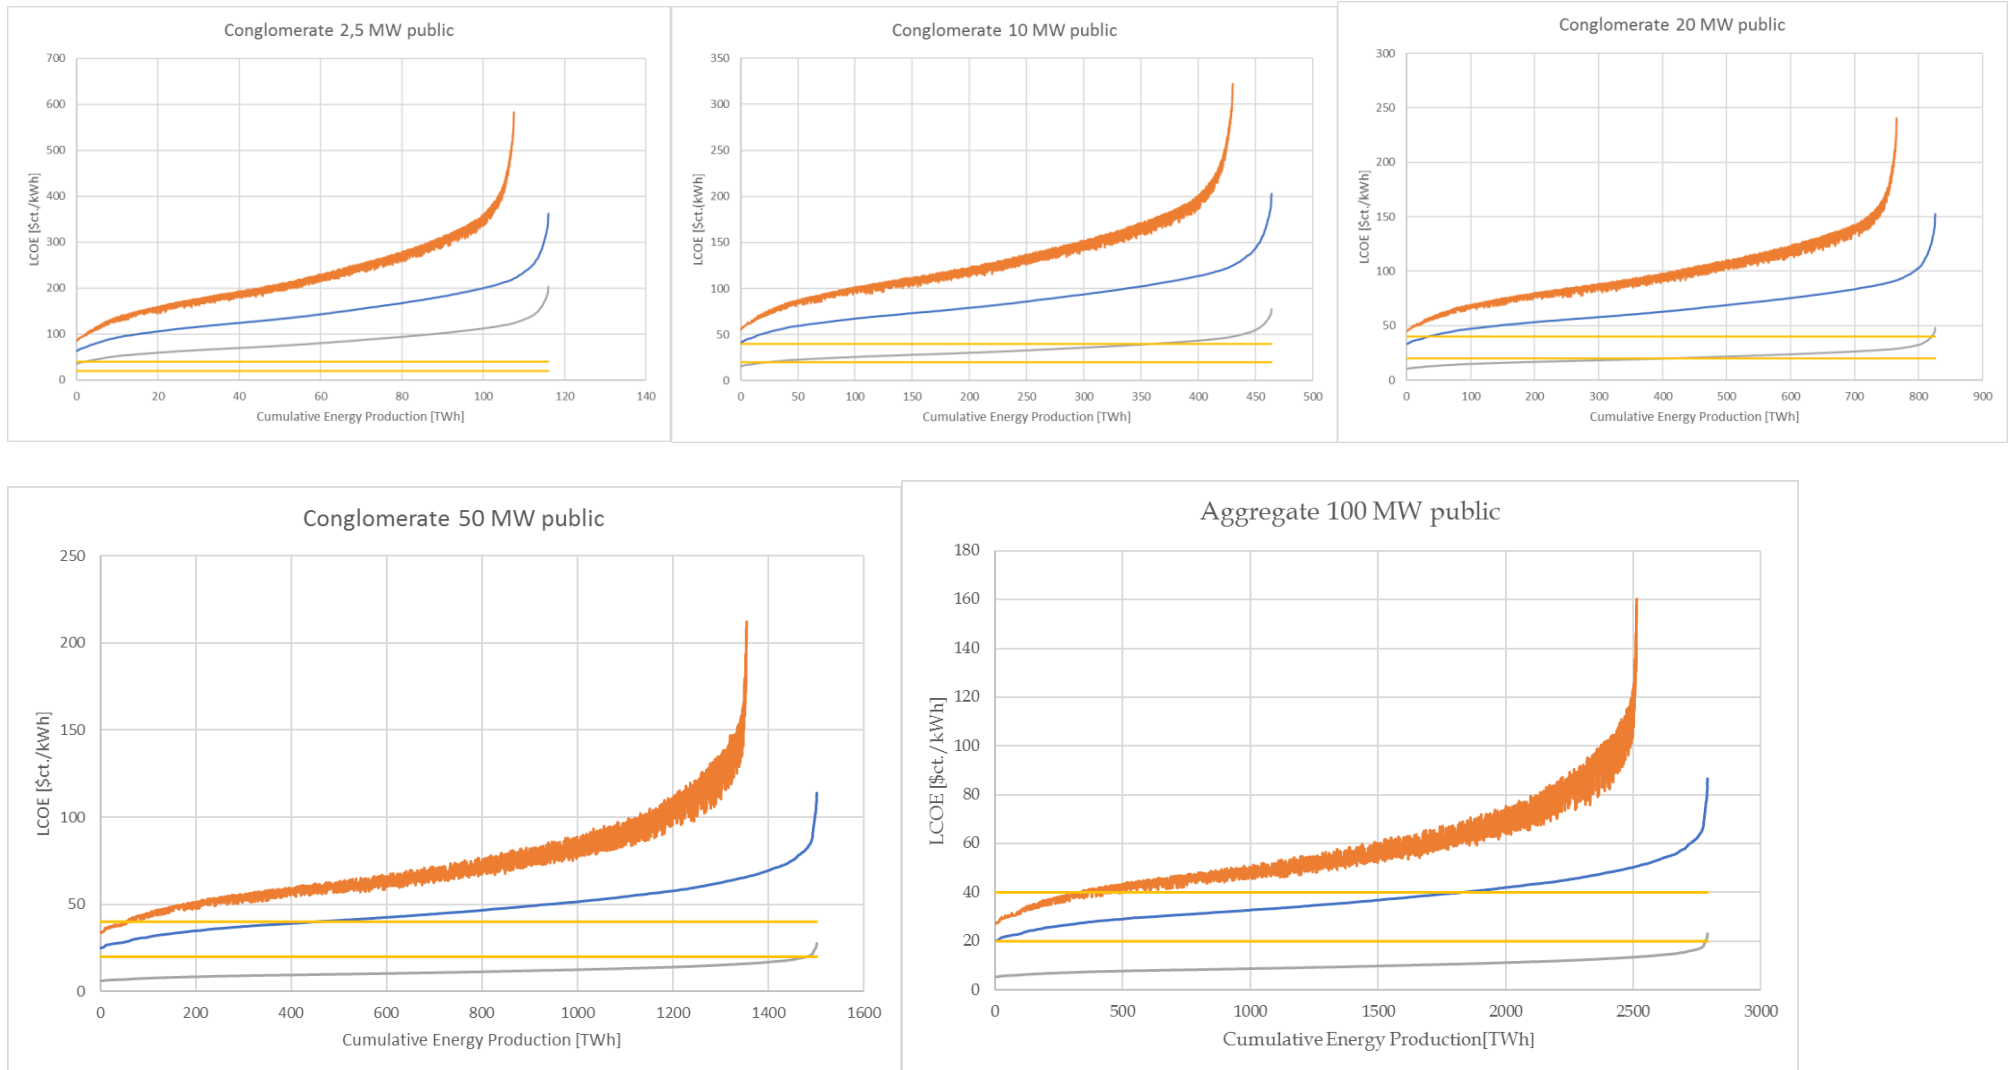 Conglomerate 2,5 MW public
700
600
500
400
300
200
100
0
LCOE [$ct./kWh]
0 20 40 60 80 100 120 140
Cumulative Energy Production [TWh]
Conglomerate 10 MW public
350
300
250
200
150
100
50
0
LCOE [$ct.(kWh]
0 50 100 150 200 250 300 350 400 450 500
Cumulative Energy Production [TWh]
Conglomerate 20 MW public
300
250
200
150
100
50
0
LCOE [$ct./kWh]
0 100 200 300 400 500 600 700 800 900
Cumulative Energy Production [TWh]
Conglomerate 50 MW public
250
200
150
100
50
0
LCOE [$ct./kWh]
0 200 400 600 800 1000 1200 1400 1600
Cumulative Energy Production [TWh]
Aggregate 100 MW public
180
160
140
120
100
80
60
40
20
0
LCOE [$ct./kWh]
0 500 1000 1500 2000 2500 3000
Cumulative Energy Production[TWh]